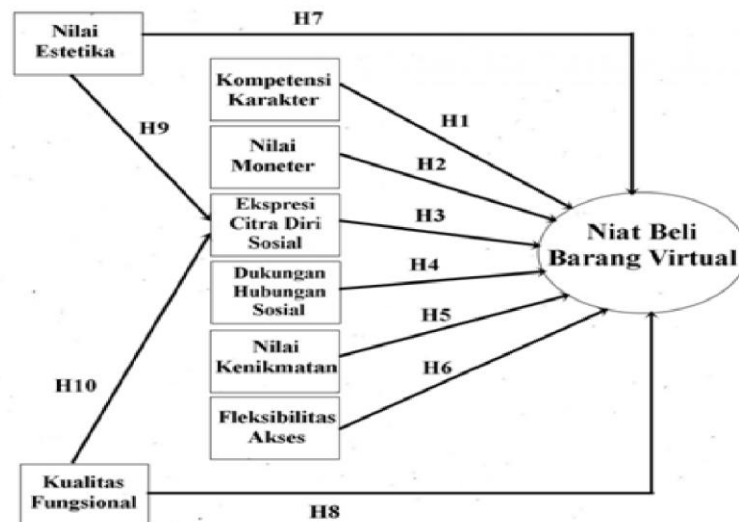 H7
Nilai
Estetika
Kompetensi
Karakter
H1
H9
Nilai
Moneter
H2
Ekspresi
Citra Diri
Sosial
H3
Niat Beli
Barang Virtual
Dukungan
Hubungan
Sosial
H4
Nilai
Kenikmatan
H5
H10
Fleksibilitas
Akses
H6
Kualitas
Fungsional
H8